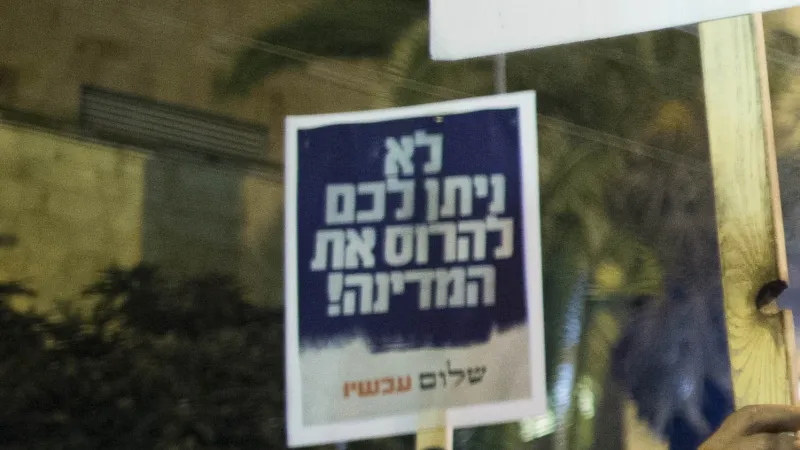 לא
ניתן לכם
להרוס את
המדינה!
שלום עכשיו